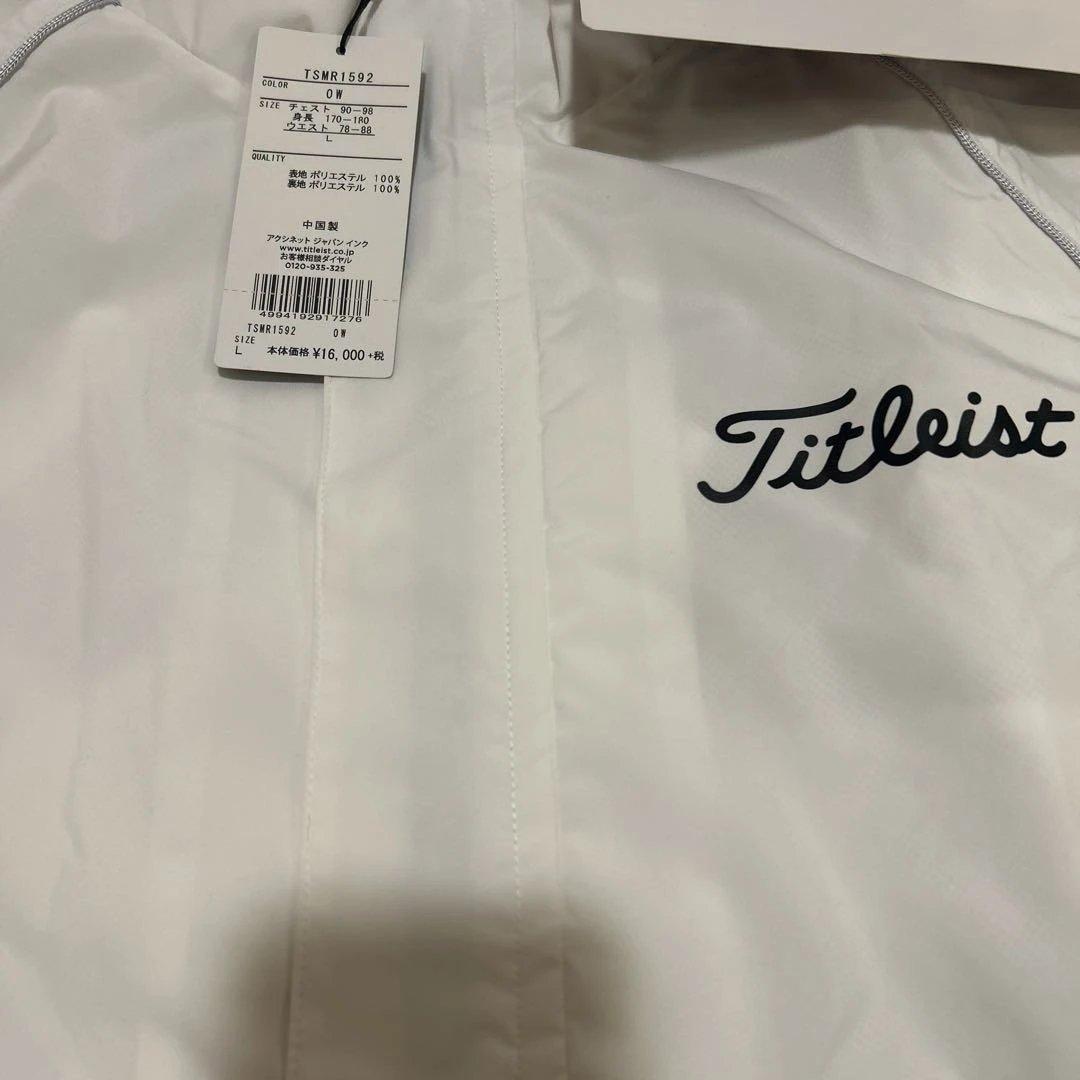 TSMR1592
COLOR
OW
SIZE チェスト 90-98
身長 170-180
ウエスト 78-88
L
QUALITY
表地 ポリエステル 100%
裏地 ポリエステル 100%
中国製
アクシネット ジャパン インク
www.titleist.co.jp
お客様相談ダイヤル
0120-935-325
4994192917276
TSMR1592 OW
SIZE
L 本体価格 ¥16,000+税
Titleist